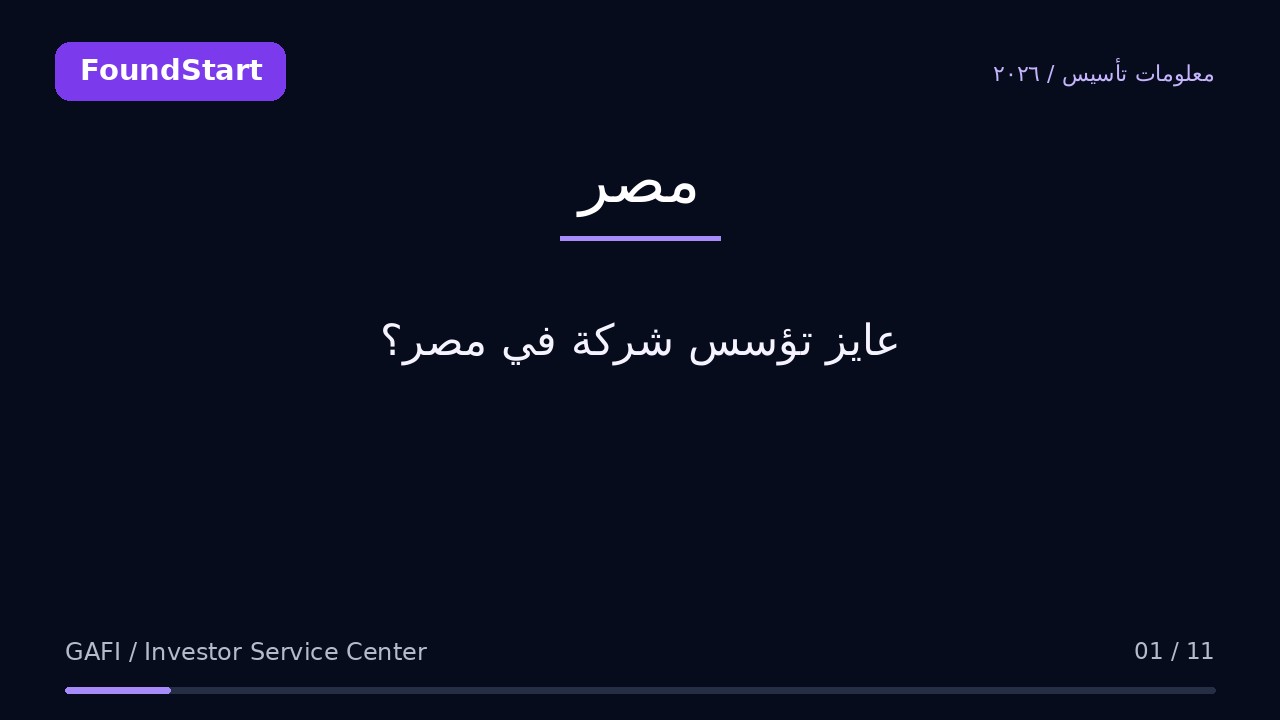 FoundStart
معلومات تأسيس / ٢٠٢٦
مصر
عايز تؤسس شركة في مصر؟
GAFI / Investor Service Center
01 / 11